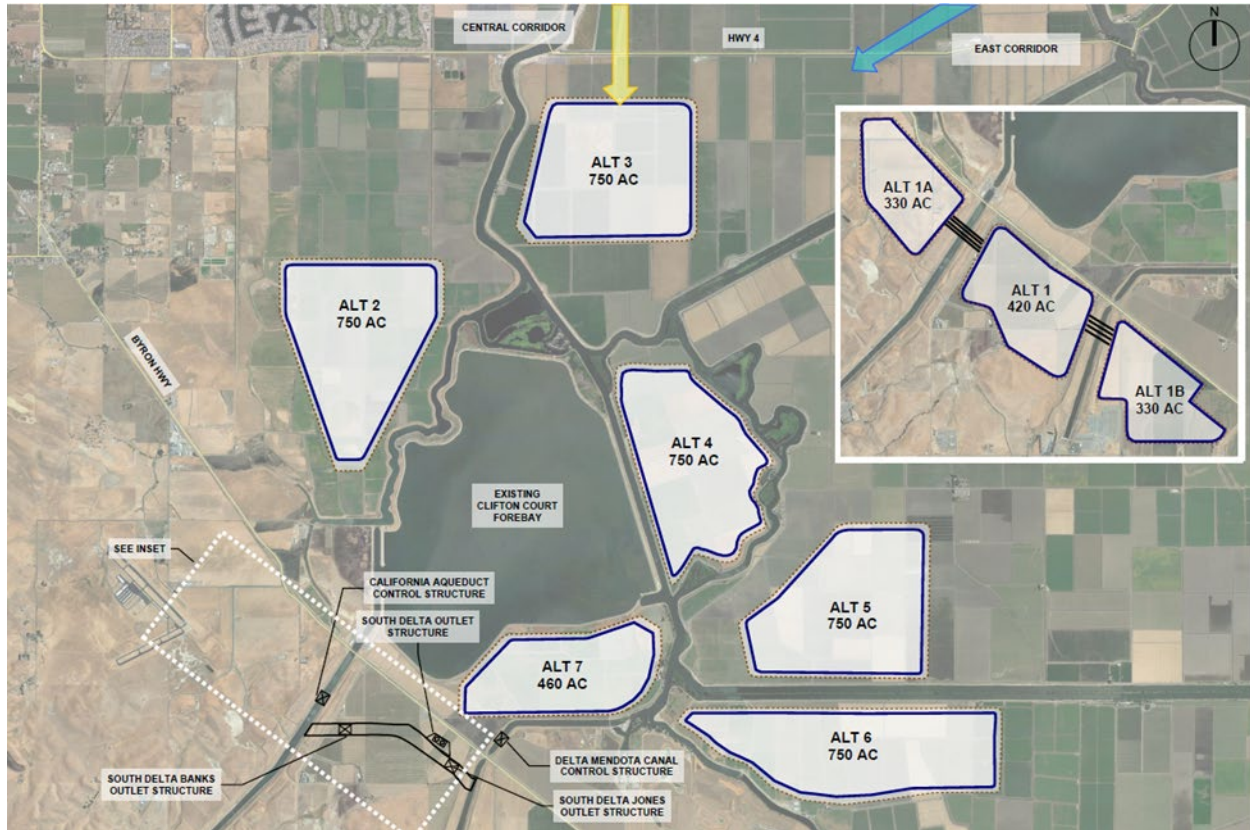 CENTRAL CORRIDOR
HWY 4
EAST CORRIDOR
N
ALT 3
750 AC
ALT 1A
330 AC
ALT 1
420 AC
ALT 1B
330 AC
ALT 2
750 AC
BYRON HWY
ALT 4
750 AC
EXISTING
CLIFTON COURT
FOREBAY
SEE INSET
CALIFORNIA AQUEDUCT
CONTROL STRUCTURE
SOUTH DELTA OUTLET
STRUCTURE
ALT 5
750 AC
ALT 7
460 AC
ALT 6
750 AC
SOUTH DELTA BANKS
OUTLET STRUCTURE
DELTA MENDOTA CANAL
CONTROL STRUCTURE
SOUTH DELTA JONES
OUTLET STRUCTURE